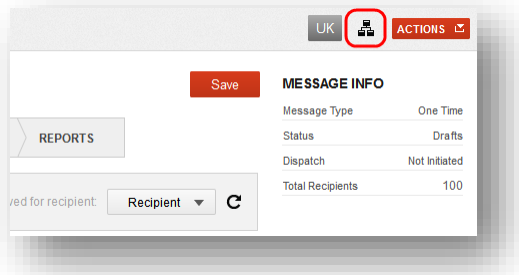 UK
ACTIONS
Save
MESSAGE INFO
Message Type One Time
Status Drafts
REPORTS
Dispatch Not Initiated
Total Recipients 100
for recipient: Recipient